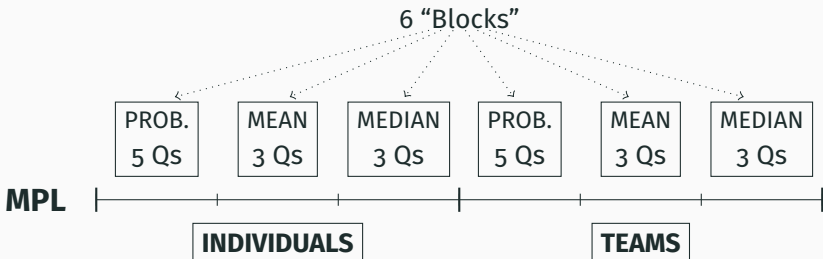 6 “Blocks”
PROB. MEAN MEDIAN PROB. MEAN MEDIAN
5 Qs 3 Qs 3 Qs 5 Qs 3 Qs 3 Qs
MPL
INDIVIDUALS TEAMS